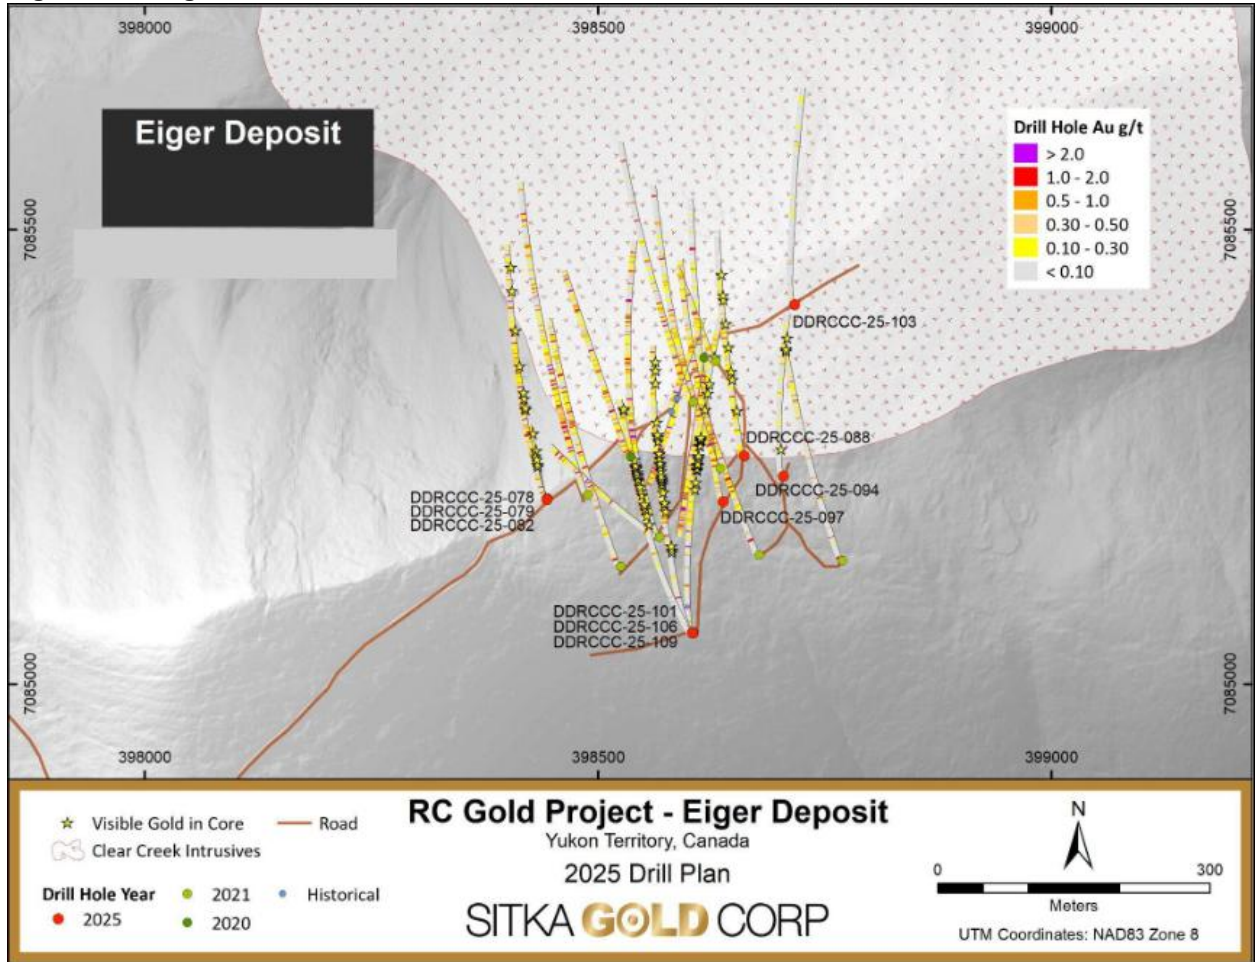 398000
398500
399000
Eiger Deposit
Drill Hole Au g/t
> 2.0
1.0 - 2.0
0.5 - 1.0
0.30 - 0.50
0.10 - 0.30
< 0.10
7085500
7085500
DDRCCC-25-103
DDRCCC-25-088
DDRCCC-25-094
DDRCCC-25-078
DDRCCC-25-079
DDRCCC-25-082
DDRCCC-25-097
DDRCCC-25-101
DDRCCC-25-106
DDRCCC-25-109
7085000
7085000
398000
398500
399000
Visible Gold in Core
Road
Clear Creek Intrusives
Drill Hole Year
2021
Historical
2025
2020
RC Gold Project - Eiger Deposit
Yukon Territory, Canada
2025 Drill Plan
SITKA GOLD CORP
N
0 300
Meters
UTM Coordinates: NAD83 Zone 8